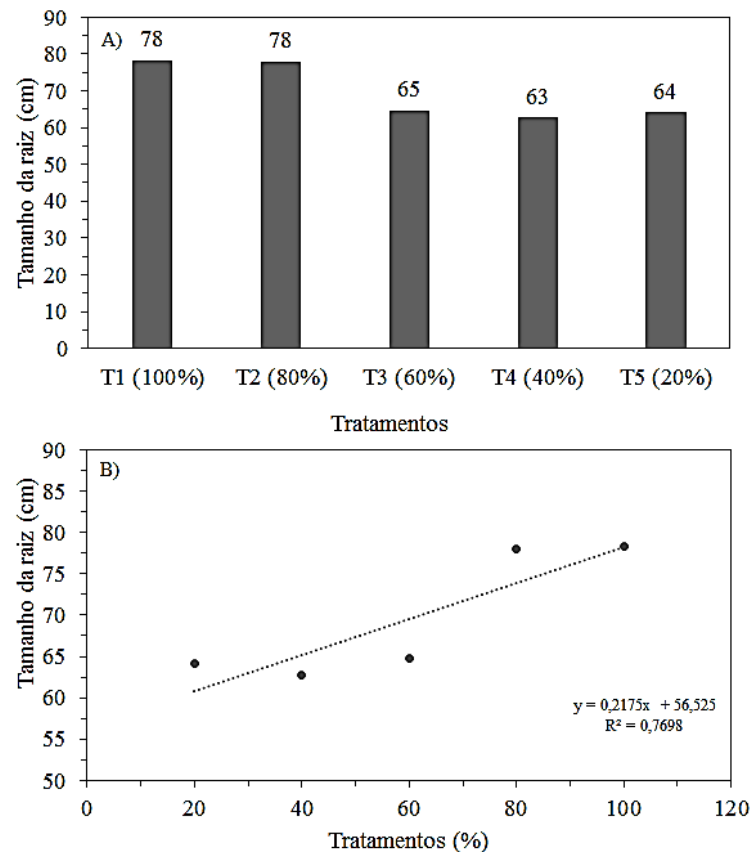 Tamanho da raiz (cm)
90
80
70
60
50
40
30
20
10
0
A)
78
78
65
63
64
T1 (100%) T2 (80%) T3 (60%) T4 (40%) T5 (20%)
Tratamentos
Tamanho da raiz (cm)
90
85
80
75
70
65
60
55
50
B)
y = 0,2175x + 56,525
R² = 0,7698
0 20 40 60 80 100 120
Tratamentos (%)